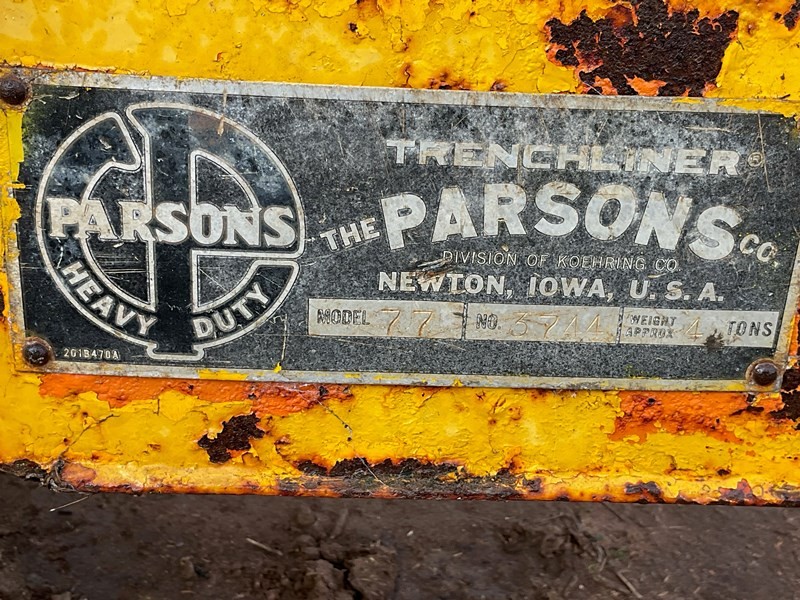 PARSONS
HEAVY DUTY
201B470A
TRENCHLINER®
THE PARSONS CO.
DIVISION OF KOEHRING CO
NEWTON, IOWA, U.S.A.
MODEL 77 NO. 3744 WEIGHT APPROX 4 TONS